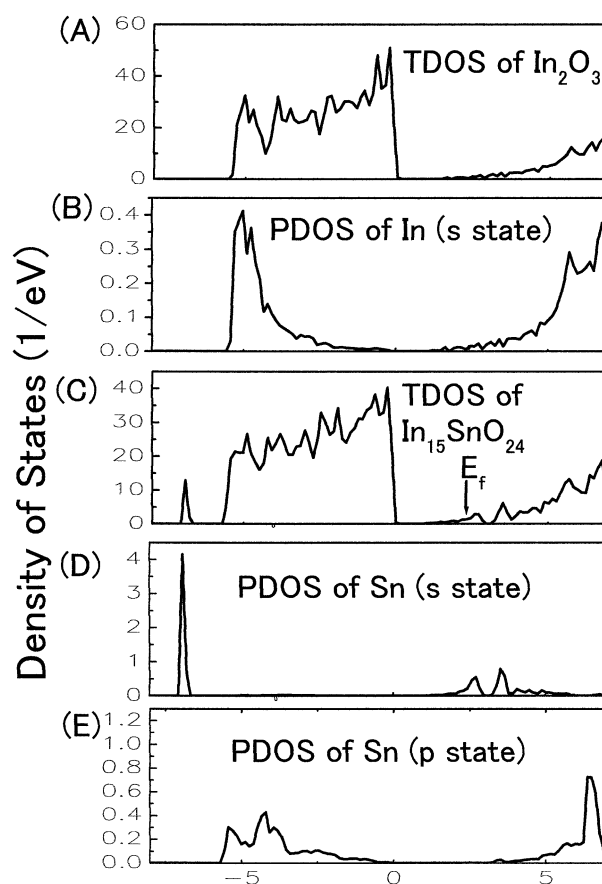 Density of States (1/eV)
(A)
TDOS of In₂O₃
60
40
20
0
(B)
PDOS of In (s state)
0.4
0.3
0.2
0.1
0.0
(C)
TDOS of
In₁₅SnO₂₄
E_f
40
30
20
10
0
(D)
PDOS of Sn (s state)
4
3
2
1
0
(E)
PDOS of Sn (p state)
1.2
1.0
0.8
0.6
0.4
0.2
0.0
−5
0
5